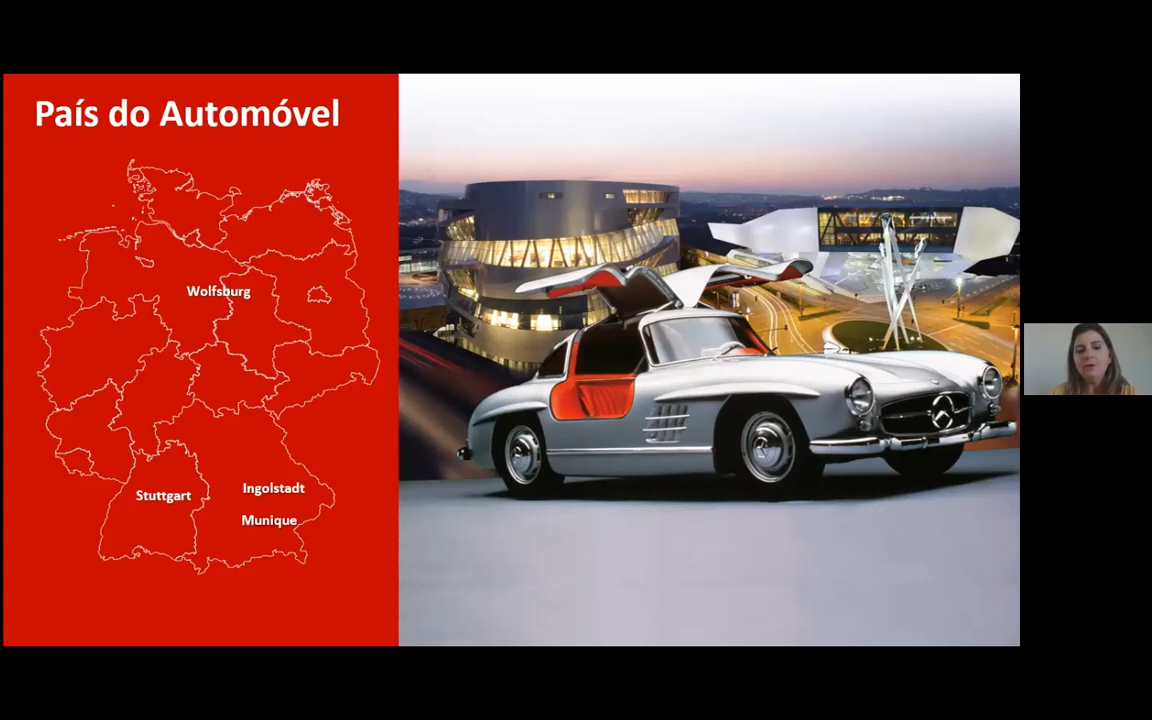 País do Automóvel
Wolfsburg
Stuttgart
Ingolstadt
Munique